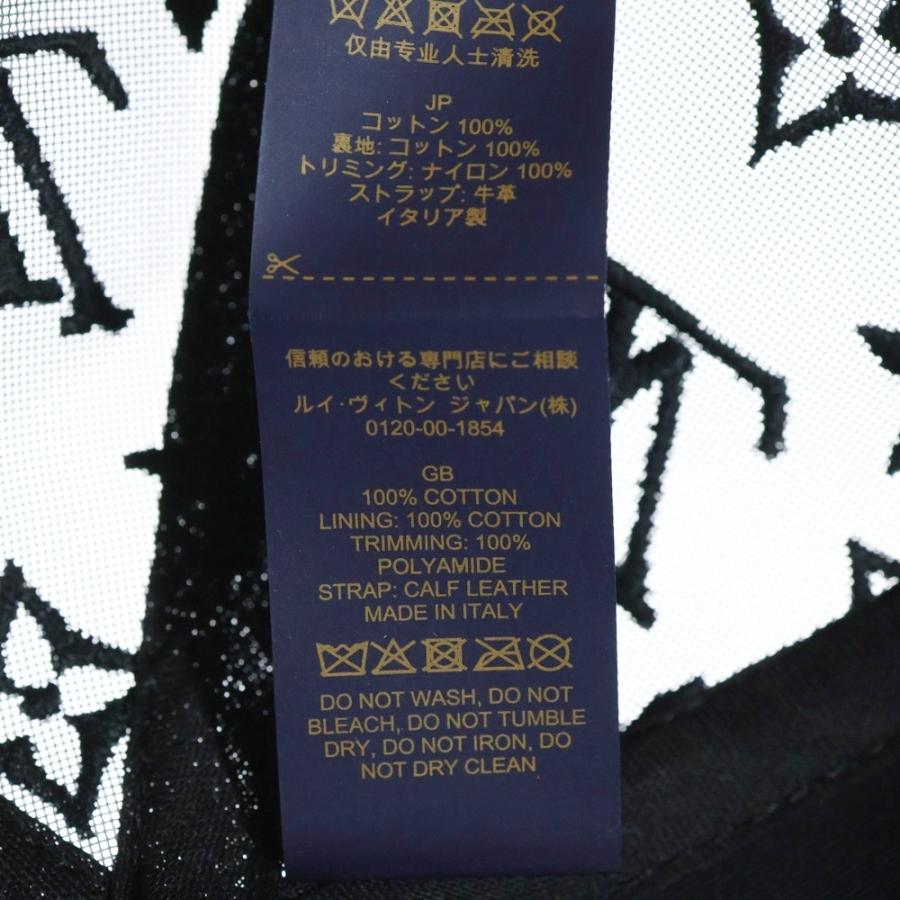 仅由专业人士清洗
JP
コットン 100%
裏地: コットン 100%
トリミング: ナイロン 100%
ストラップ: 牛革
イタリア製
信頼のおける専門店にご相談
ください
ルイ･ヴィトン ジャパン(株)
0120-00-1854
GB
100% COTTON
LINING: 100% COTTON
TRIMMING: 100%
POLYAMIDE
STRAP: CALF LEATHER
MADE IN ITALY
DO NOT WASH, DO NOT
BLEACH, DO NOT TUMBLE
DRY, DO NOT IRON, DO
NOT DRY CLEAN